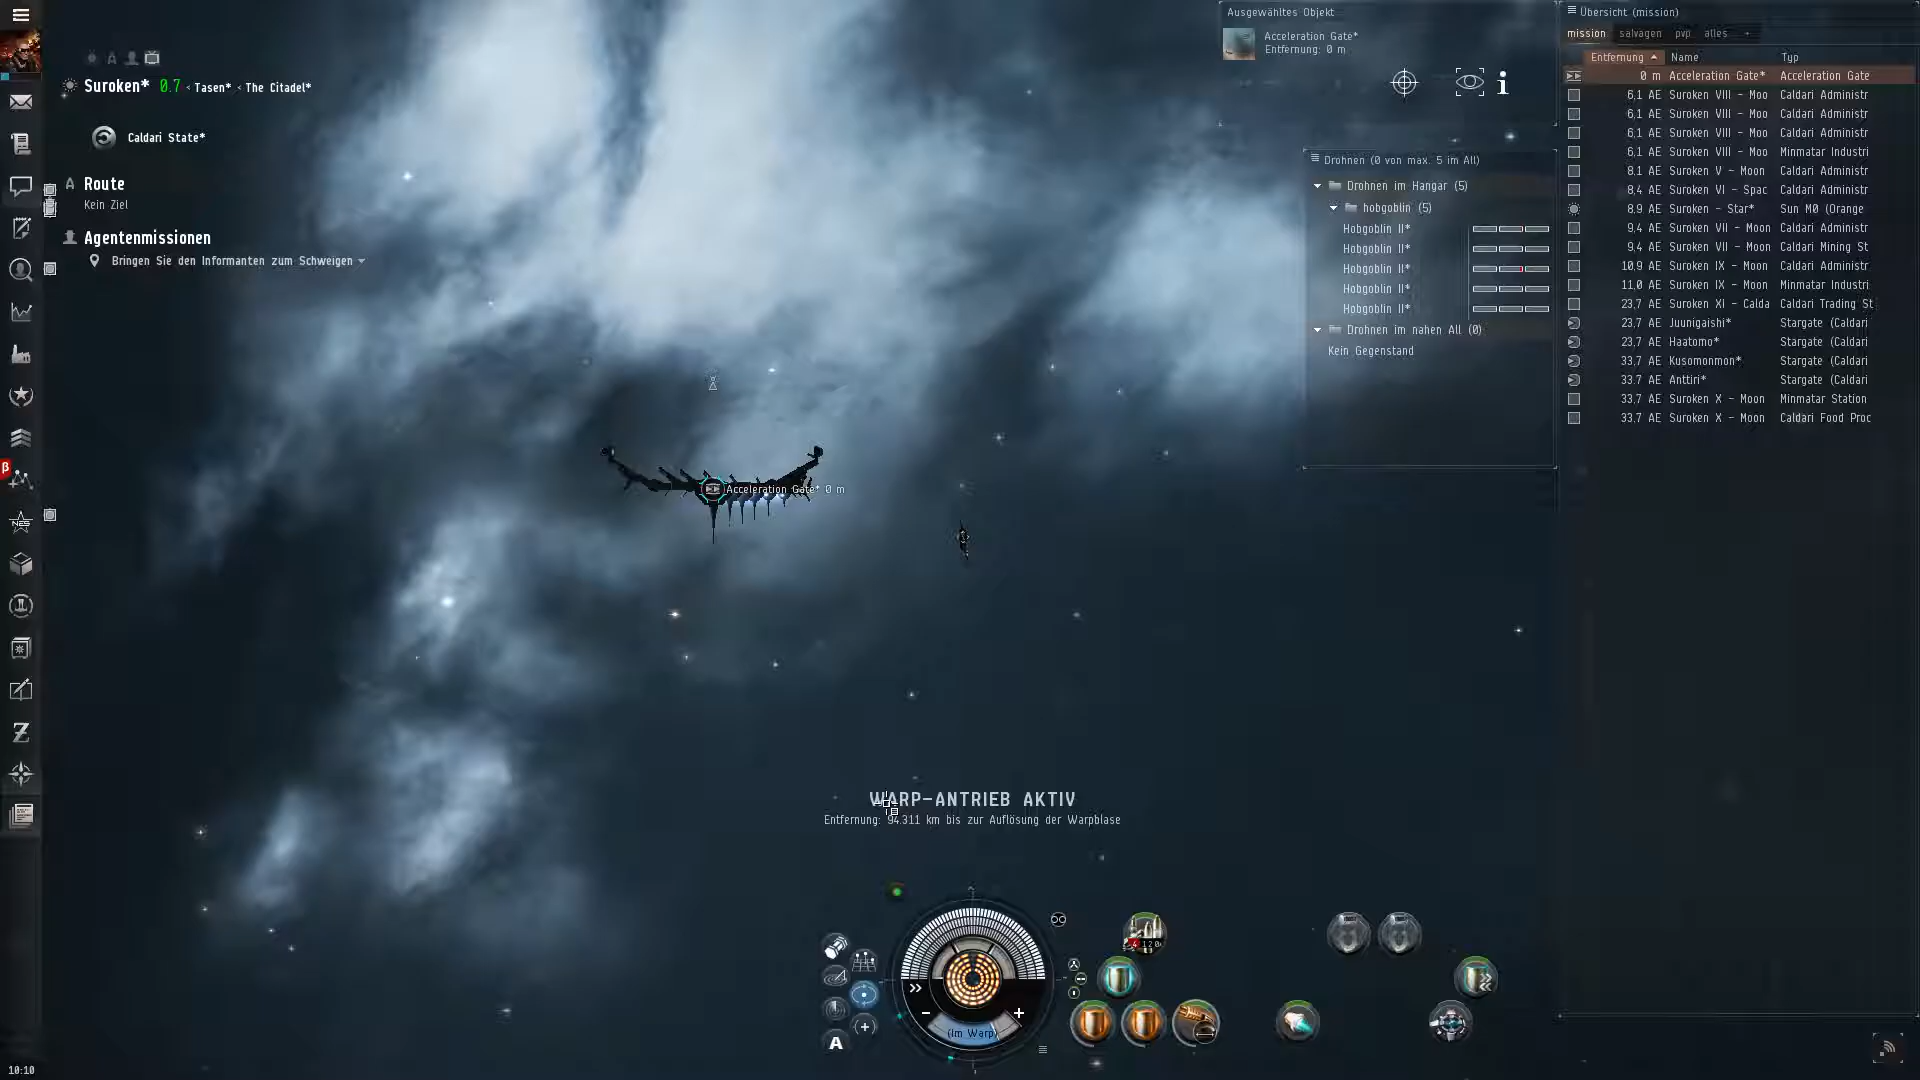 Suroken* 0.7 < Tasen* < The Citadel*
Caldari State*
A Route
Kein Ziel
Agentenmissionen
Bringen Sie den Informanten zum Schweigen
β
NES
10:10
Acceleration Gate* 0 m
WARP-ANTRIEB AKTIV
Entfernung: 94.311 km bis zur Auflösung der Warpblase
(Im Warp)
A
Ausgewähltes Objekt
Acceleration Gate*
Entfernung: 0 m
Drohnen (0 von max. 5 im All)
Drohnen im Hangar (5)
hobgoblin (5)
Hobgoblin II*
Hobgoblin II*
Hobgoblin II*
Hobgoblin II*
Hobgoblin II*
Drohnen im nahen All (0)
Kein Gegenstand
Übersicht (mission)
mission salvagen pvp alles +
Entfernung Name Typ
0 m Acceleration Gate* Acceleration Gate
6,1 AE Suroken VIII - Moo Caldari Administr
6,1 AE Suroken VIII - Moo Caldari Administr
6,1 AE Suroken VIII - Moo Caldari Administr
6,1 AE Suroken VIII - Moo Minmatar Industri
8,1 AE Suroken V - Moon Caldari Administr
8,4 AE Suroken VI - Spac Caldari Administr
8,9 AE Suroken - Star* Sun M0 (Orange
9,4 AE Suroken VII - Moon Caldari Administr
9,4 AE Suroken VII - Moon Caldari Mining St
10,9 AE Suroken IX - Moon Caldari Administr
11,0 AE Suroken IX - Moon Minmatar Industri
23,7 AE Suroken XI - Calda Caldari Trading St
23,7 AE Juunigaishi* Stargate (Caldari
23,7 AE Haatomo* Stargate (Caldari
33,7 AE Kusomonmon* Stargate (Caldari
33,7 AE Anttiri* Stargate (Caldari
33,7 AE Suroken X - Moon Minmatar Station
33,7 AE Suroken X - Moon Caldari Food Proc